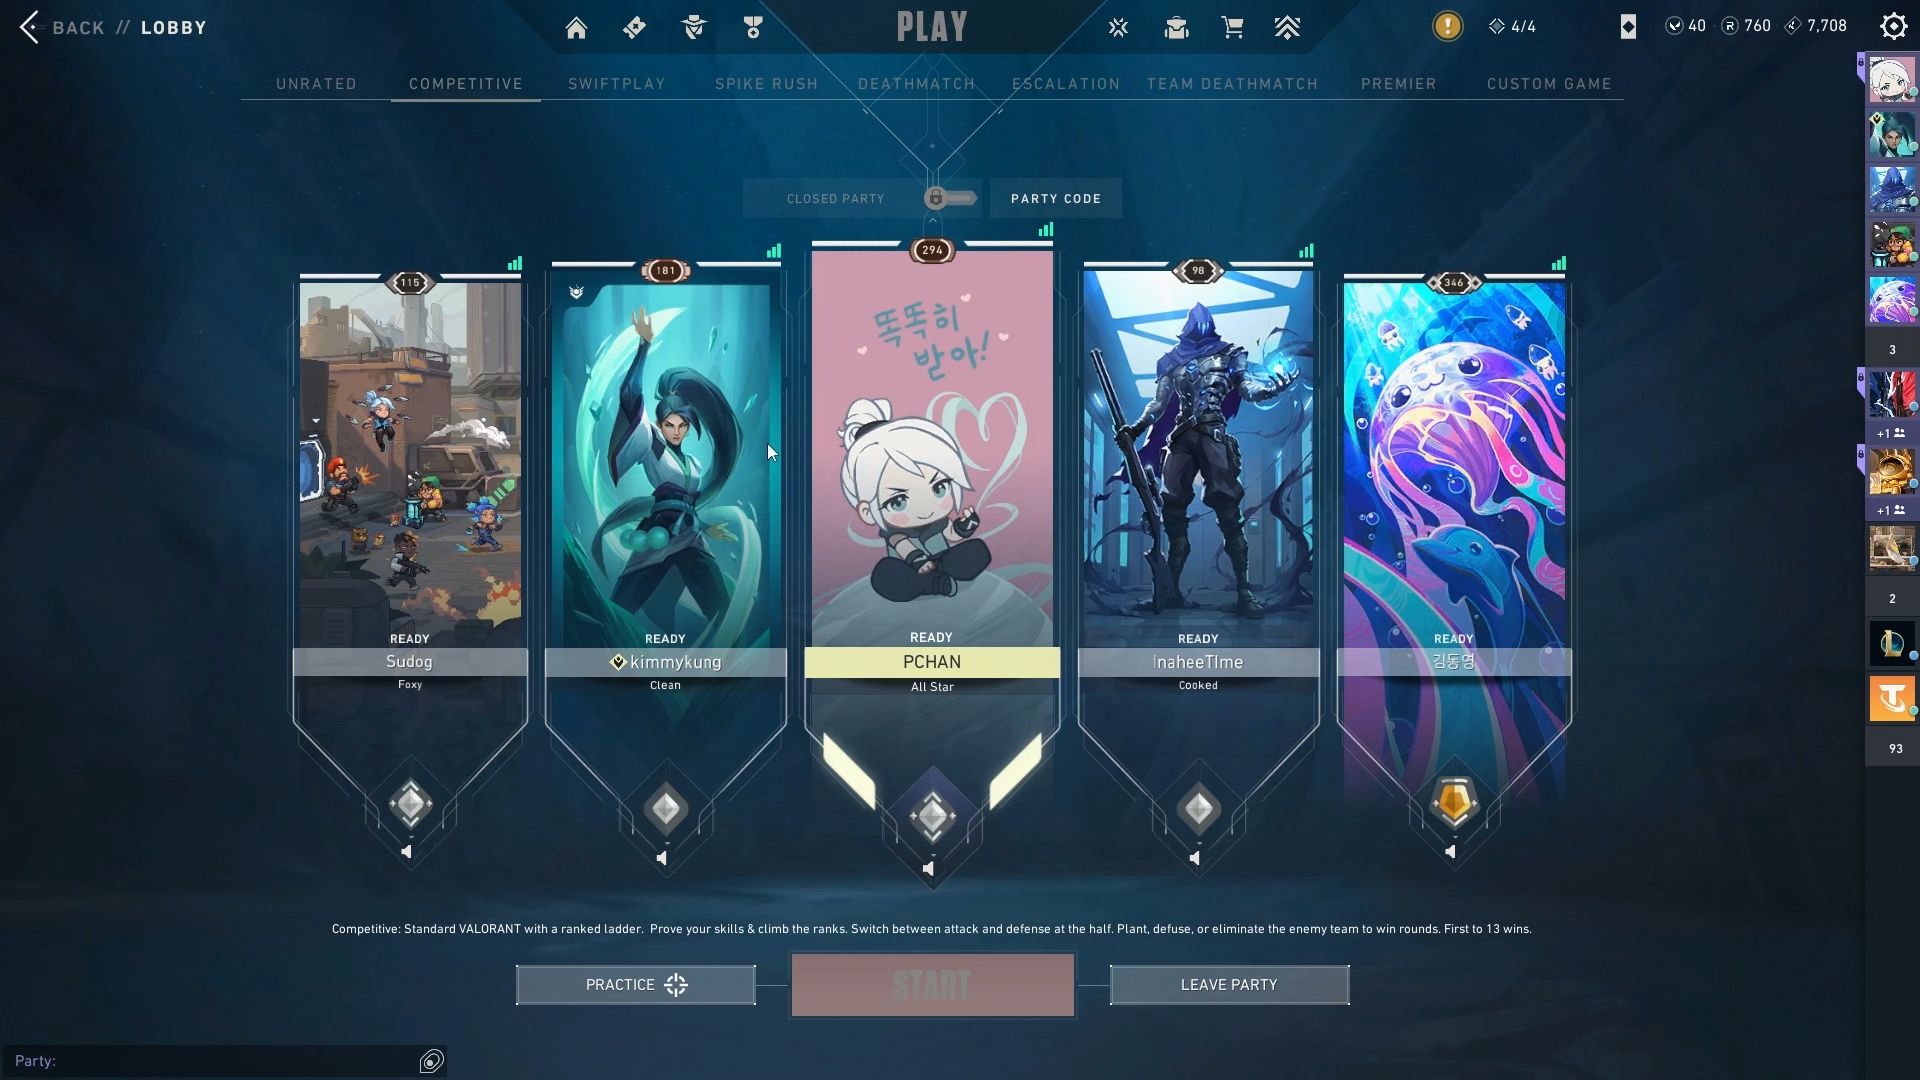 BACK // LOBBY
PLAY
4/4
40
760
7,708
UNRATED
COMPETITIVE
SWIFTPLAY
SPIKE RUSH
DEATHMATCH
ESCALATION
TEAM DEATHMATCH
PREMIER
CUSTOM GAME
CLOSED PARTY
PARTY CODE
115
181
294
98
346
똑똑히
받아!
READY
Sudog
Foxy
READY
kimmykung
Clean
READY
PCHAN
All Star
READY
naheeTIme
Cooked
READY
김동영
3
+1
+1
2
93
Competitive: Standard VALORANT with a ranked ladder. Prove your skills & climb the ranks. Switch between attack and defense at the half. Plant, defuse, or eliminate the enemy team to win rounds. First to 13 wins.
PRACTICE
START
LEAVE PARTY
Party: